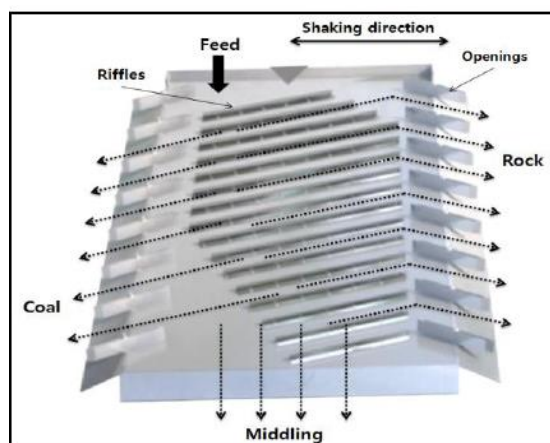 Shaking direction
Feed
Riffles
Openings
Rock
Coal
Middling